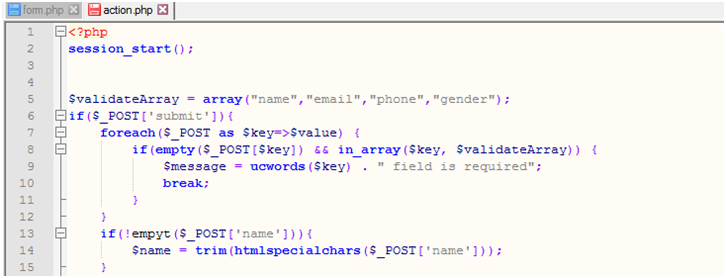 form.php action.php
1 <?php
2 session_start();
3
4
5 $validateArray = array("name","email","phone","gender");
6 if($_POST['submit']){
7 foreach($_POST as $key=>$value) {
8 if(empty($_POST[$key]) && in_array($key, $validateArray)) {
9 $message = ucwords($key) . " field is required";
10 break;
11 }
12 }
13 if(!empyt($_POST['name'])){
14 $name = trim(htmlspecialchars($_POST['name']));
15 }